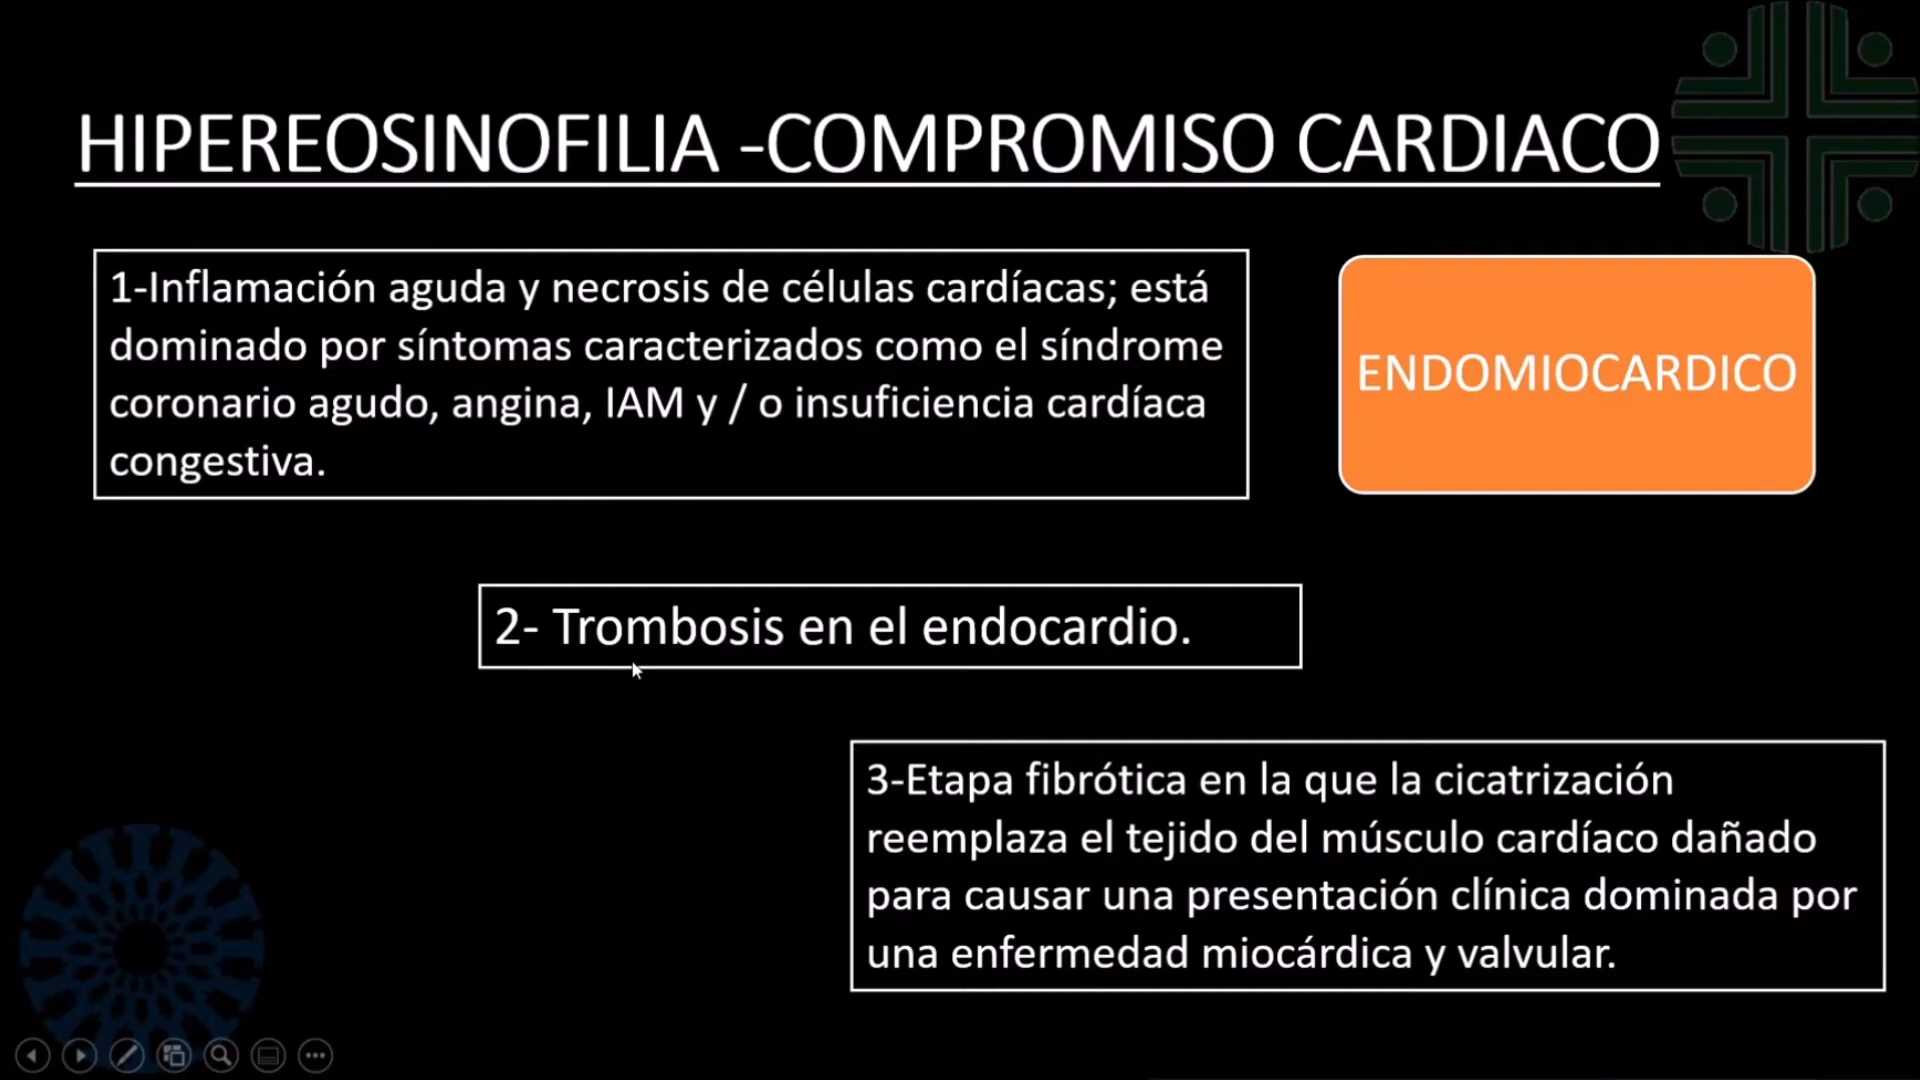 HIPEREOSINOFILIA -COMPROMISO CARDIACO
1-Inflamación aguda y necrosis de células cardíacas; está
dominado por síntomas caracterizados como el síndrome
coronario agudo, angina, IAM y / o insuficiencia cardíaca
congestiva.
ENDOMIOCARDICO
2- Trombosis en el endocardio.
3-Etapa fibrótica en la que la cicatrización
reemplaza el tejido del músculo cardíaco dañado
para causar una presentación clínica dominada por
una enfermedad miocárdica y valvular.